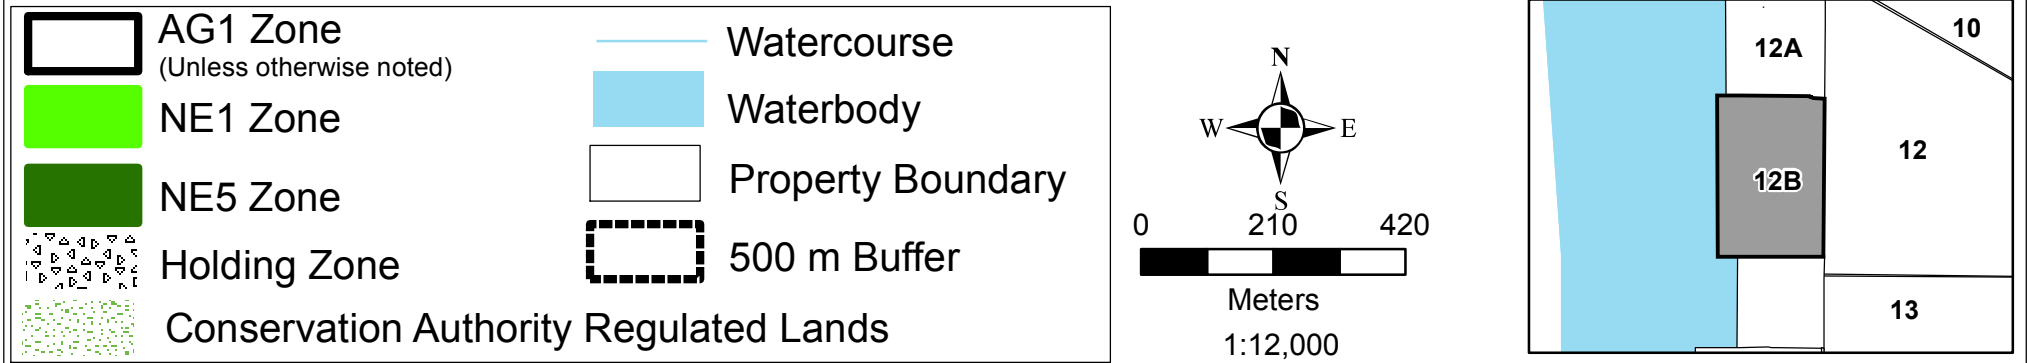 AG1 Zone
(Unless otherwise noted)
NE1 Zone
NE5 Zone
Holding Zone
Conservation Authority Regulated Lands
Watercourse
Waterbody
Property Boundary
500 m Buffer
N
W E
S
0 210 420
Meters
1:12,000
10
12A
12
12B
13